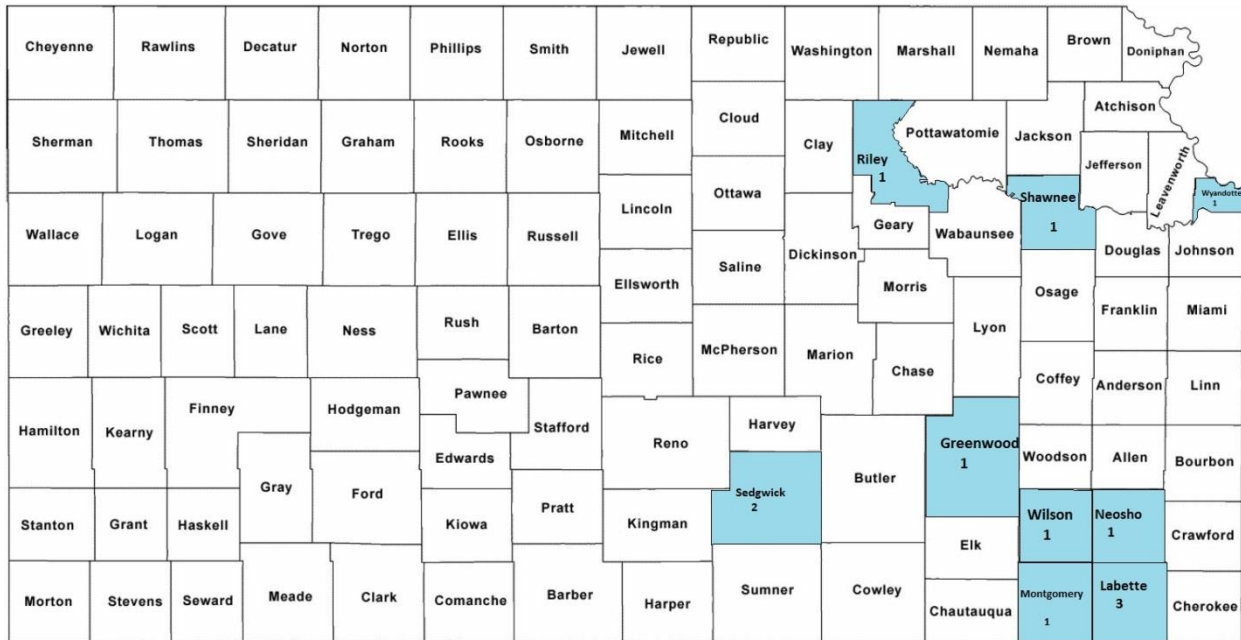 Cheyenne
Rawlins
Decatur
Norton
Phillips
Smith
Jewell
Republic
Washington
Marshall
Nemaha
Brown
Doniphan
Sherman
Thomas
Sheridan
Graham
Rooks
Osborne
Mitchell
Cloud
Clay
Riley
1
Pottawatomie
Jackson
Atchison
Jefferson
Leavenworth
Wyandotte
1
Shawnee
1
Lincoln
Ottawa
Geary
Wabaunsee
Wallace
Logan
Gove
Trego
Ellis
Russell
Ellsworth
Saline
Dickinson
Morris
Osage
Douglas
Johnson
Greeley
Wichita
Scott
Lane
Ness
Rush
Barton
Rice
McPherson
Marion
Chase
Lyon
Coffey
Franklin
Miami
Anderson
Linn
Hamilton
Kearny
Finney
Hodgeman
Pawnee
Stafford
Edwards
Reno
Harvey
Sedgwick
2
Butler
Greenwood
1
Woodson
Allen
Bourbon
Gray
Ford
Stanton
Grant
Haskell
Kiowa
Pratt
Kingman
Elk
Wilson
1
Neosho
1
Crawford
Morton
Stevens
Seward
Meade
Clark
Comanche
Barber
Harper
Sumner
Cowley
Chautauqua
Montgomery
1
Labette
3
Cherokee